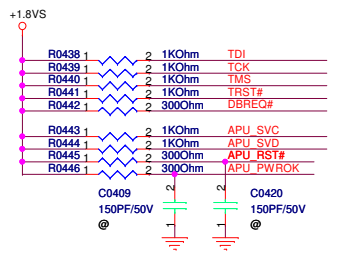 +1.8VS
R0438 1 2 1KOhm TDI
R0439 1 2 1KOhm TCK
R0440 1 2 1KOhm TMS
R0441 1 2 1KOhm TRST#
R0442 1 2 300Ohm DBREQ#
R0443 1 2 1KOhm APU_SVC
R0444 1 2 1KOhm APU_SVD
R0445 1 2 300Ohm APU_RST#
R0446 1 2 300Ohm APU_PWROK
C0409 2 2 C0420
150PF/50V 150PF/50V
@ 1 1 @